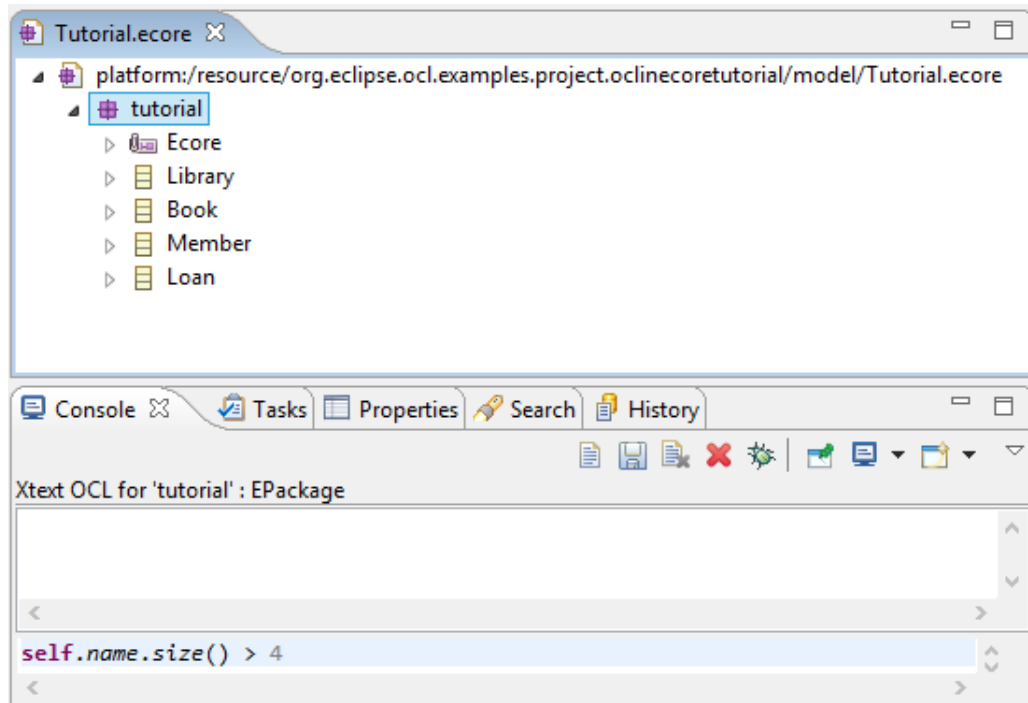 Tutorial.ecore
platform:/resource/org.eclipse.ocl.examples.project.oclinecoretutorial/model/Tutorial.ecore
tutorial
Ecore
Library
Book
Member
Loan
Console Tasks Properties Search History
Xtext OCL for 'tutorial' : EPackage
self.name.size() > 4